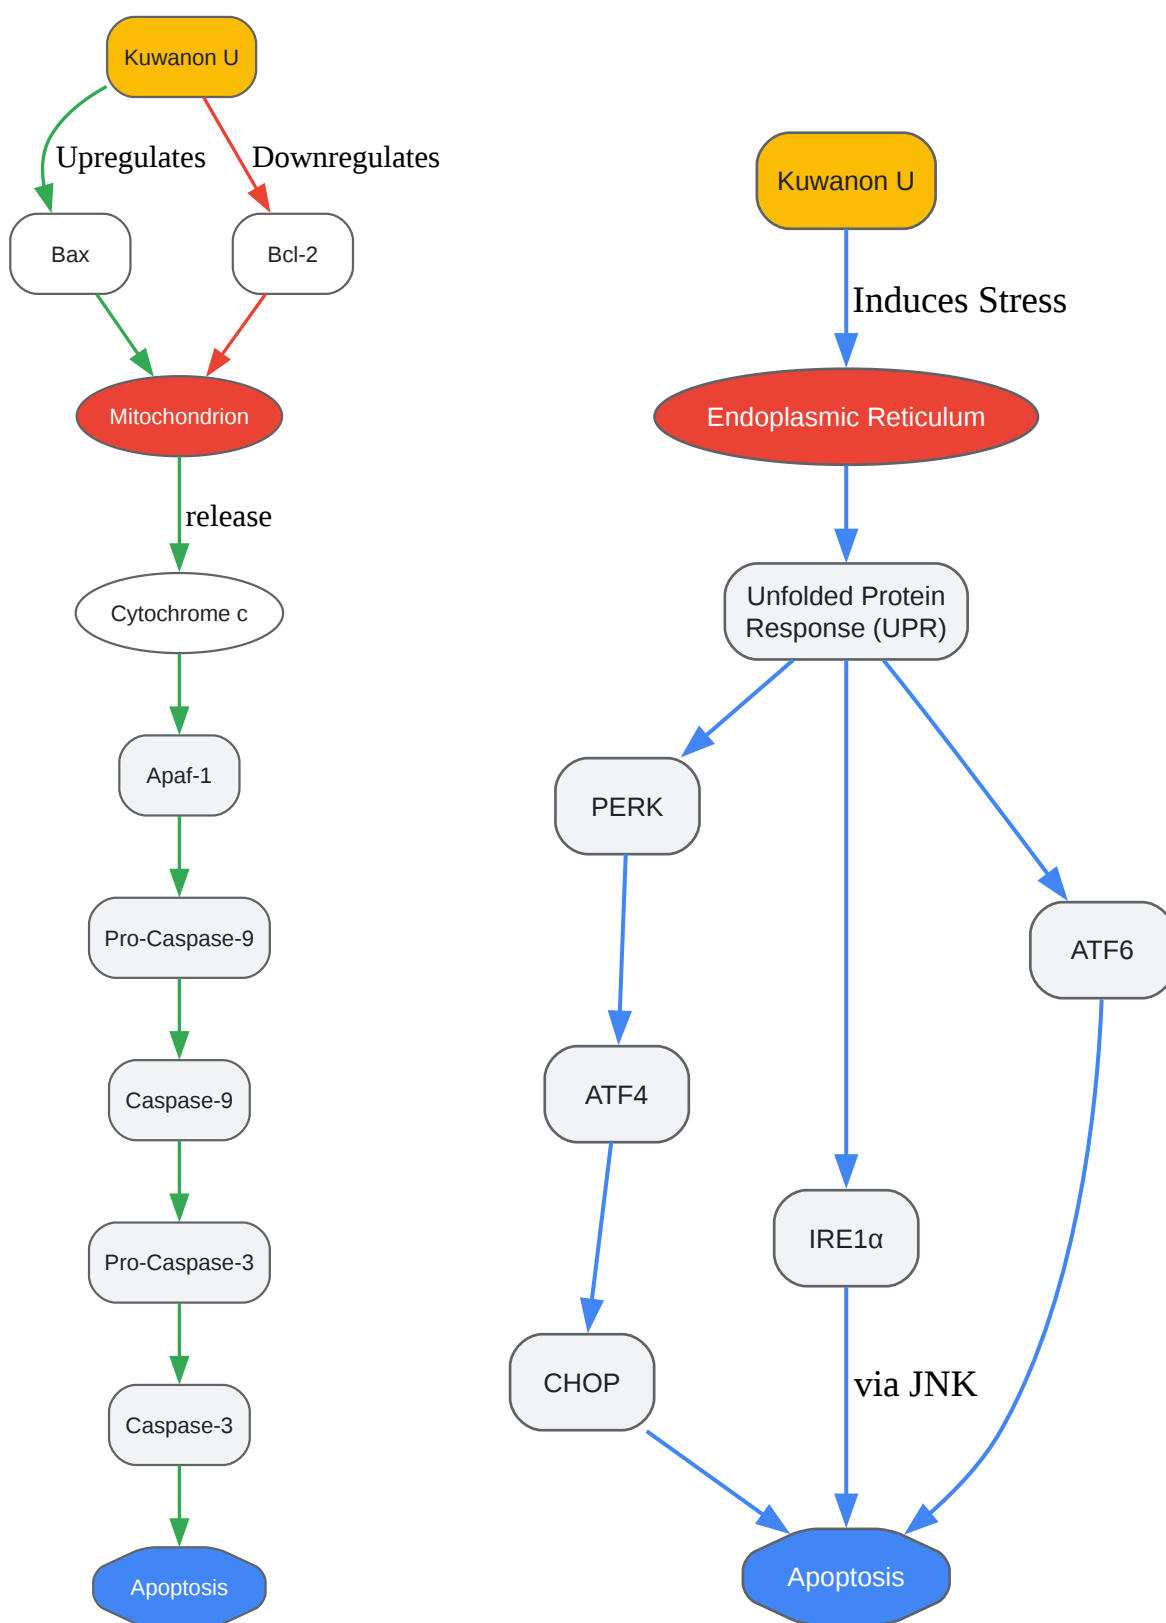 Kuwanon U
Upregulates
Downregulates
Bax
Bcl-2
Mitochondrion
release
Cytochrome c
Apaf-1
Pro-Caspase-9
Caspase-9
Pro-Caspase-3
Caspase-3
Apoptosis
Kuwanon U
Induces Stress
Endoplasmic Reticulum
Unfolded Protein
Response (UPR)
PERK
ATF6
ATF4
IRE1α
CHOP
via JNK
Apoptosis